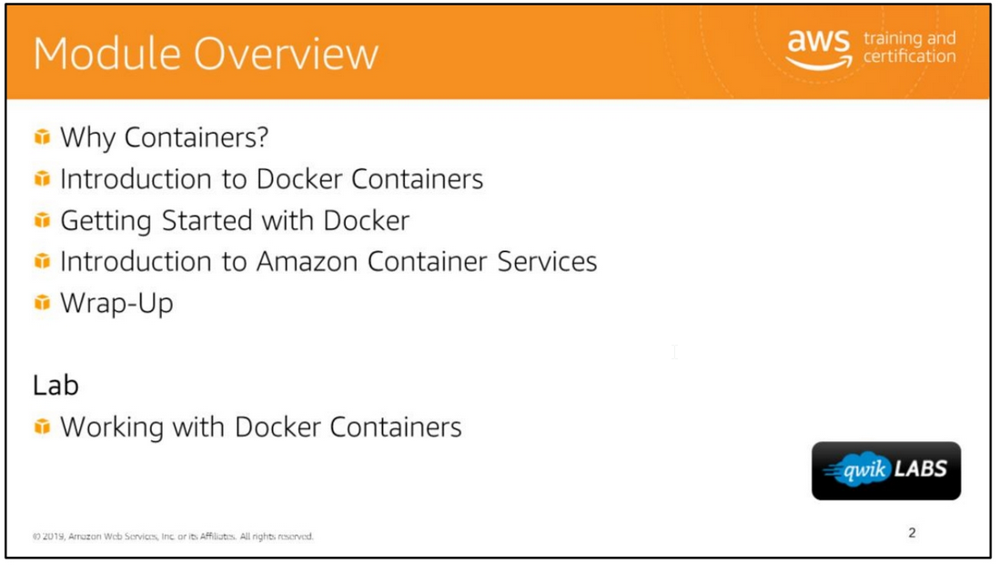 Module Overview
aws training and
certification
Why Containers?
Introduction to Docker Containers
Getting Started with Docker
Introduction to Amazon Container Services
Wrap-Up
Lab
Working with Docker Containers
qwik LABS
© 2019, Amazon Web Services, Inc. or its Affiliates. All rights reserved.
2